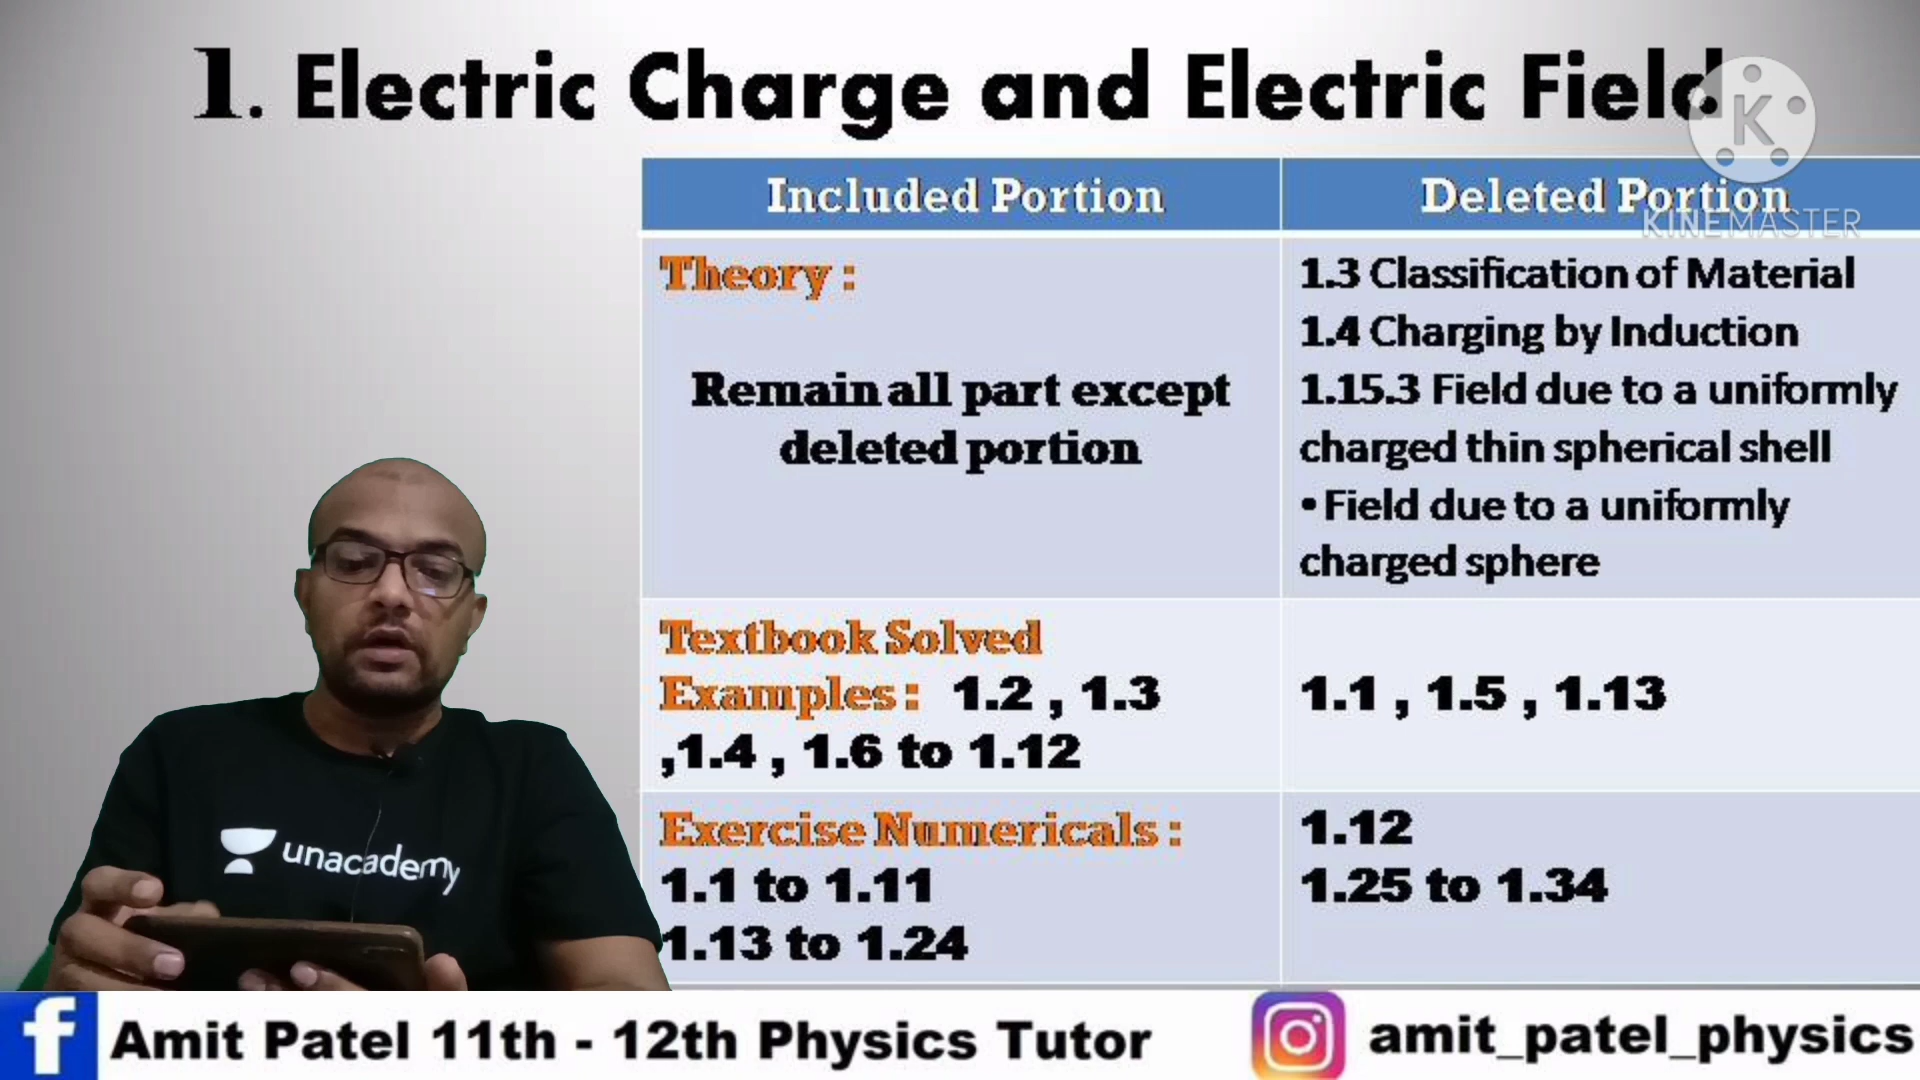 1. Electric Charge and Electric Field
K
KINEMASTER
Included Portion
Deleted Portion
Theory :
Remain all part except
deleted portion
1.3 Classification of Material
1.4 Charging by Induction
1.15.3 Field due to a uniformly
charged thin spherical shell
• Field due to a uniformly
charged sphere
Textbook Solved
Examples : 1.2 , 1.3
,1.4 , 1.6 to 1.12
1.1 , 1.5 , 1.13
Exercise Numericals :
1.1 to 1.11
1.13 to 1.24
1.12
1.25 to 1.34
unacademy
f Amit Patel 11th - 12th Physics Tutor
amit_patel_physics